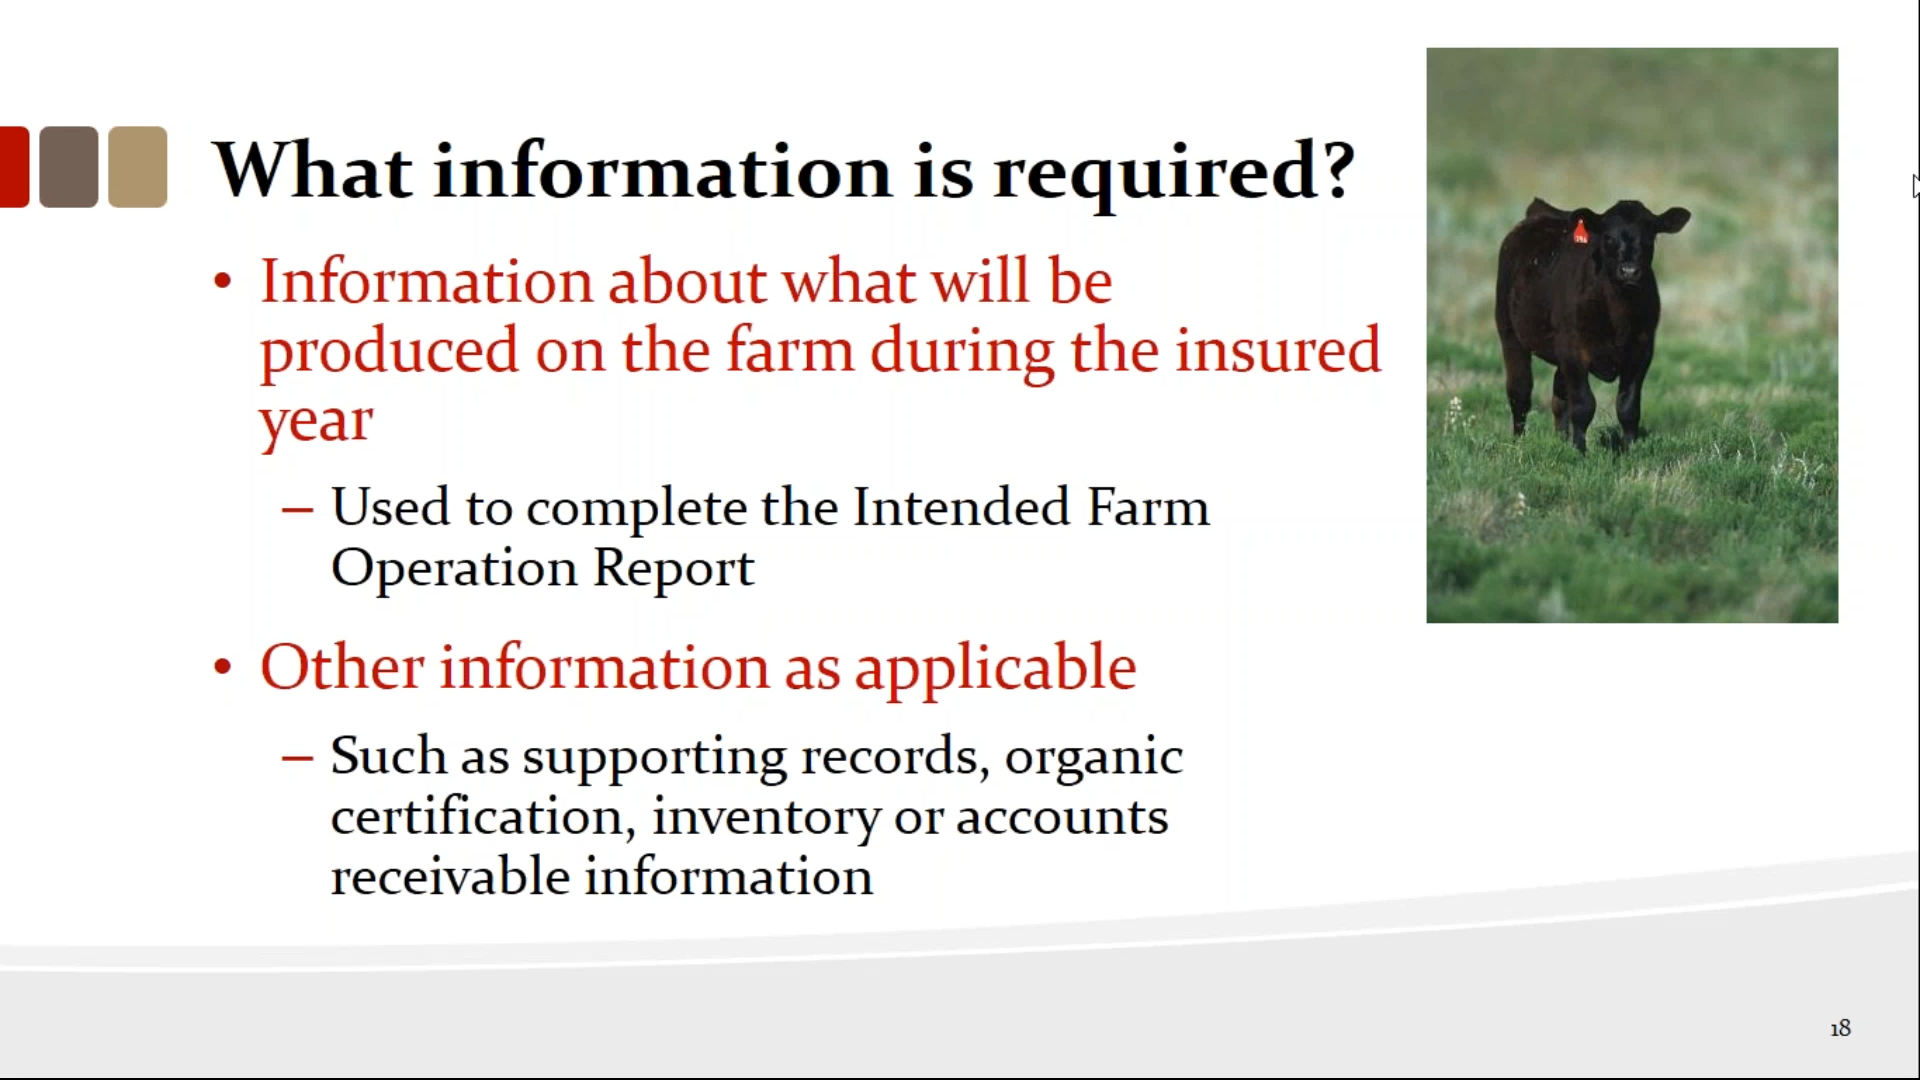 What information is required?
• Information about what will be
produced on the farm during the insured
year
– Used to complete the Intended Farm
Operation Report
• Other information as applicable
– Such as supporting records, organic
certification, inventory or accounts
receivable information
18